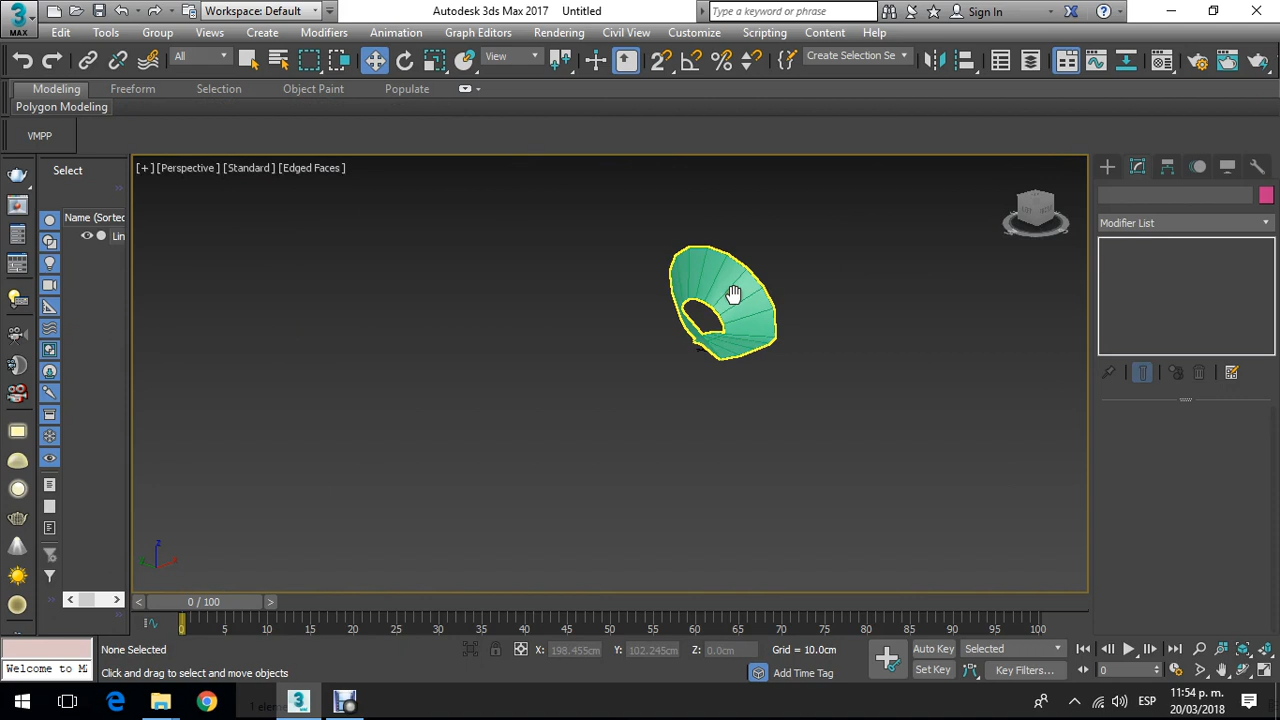 Workspace: Default
Autodesk 3ds Max 2017
Untitled
Type a keyword or phrase
Sign In
MAX
Edit
Tools
Group
Views
Create
Modifiers
Animation
Graph Editors
Rendering
Civil View
Customize
Scripting
Content
Help
All
View
Create Selection Se
Modeling
Freeform
Selection
Object Paint
Populate
Polygon Modeling
VMPP
Select
[+] [Perspective ] [Standard ] [Edged Faces ]
Name (Sorted
Lin
Modifier List
z
x
y
0 / 100
0 5 10 15 20 25 30 35 40 45 50 55 60 65 70 75 80 85 90 95 100
None Selected
X: 198.455cm
Y: 102.245cm
Z: 0.0cm
Grid = 10.0cm
Auto Key
Selected
Welcome to M
Click and drag to select and move objects
Add Time Tag
Set Key
Key Filters...
0
1 eleme
ESP
11:54 p. m.
20/03/2018